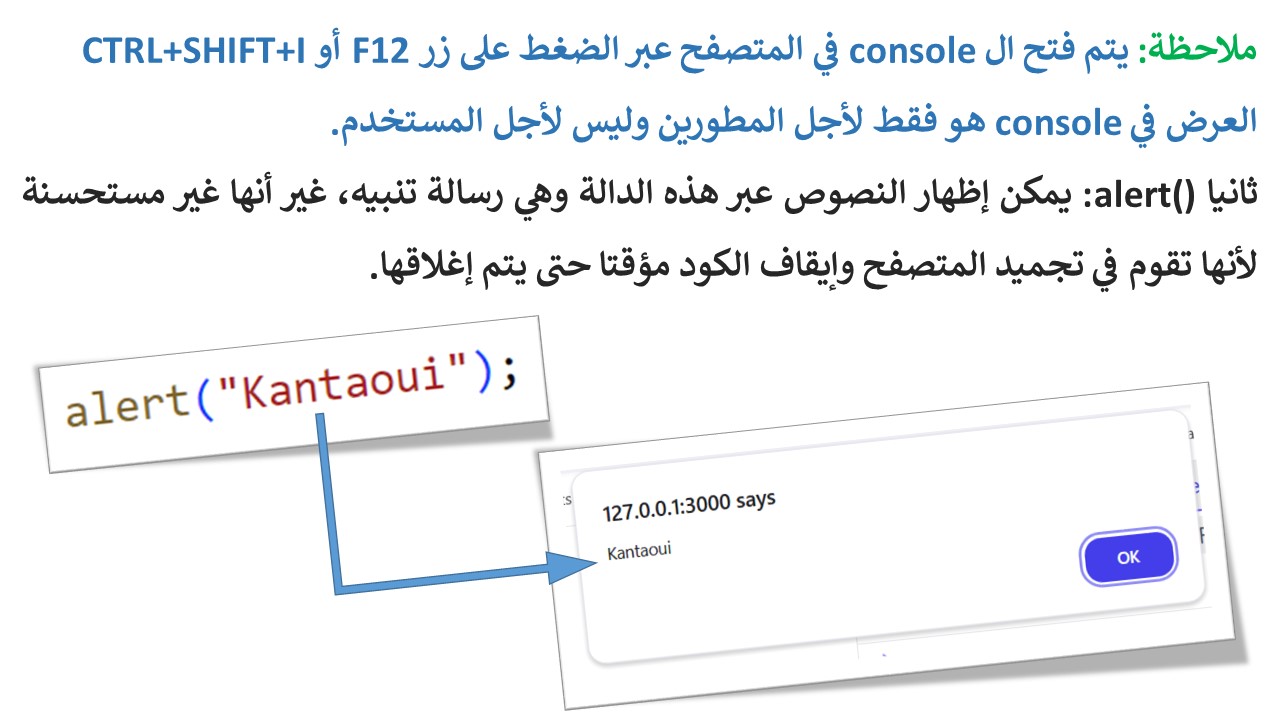 ملاحظة: يتم فتح ال console في المتصفح عبر الضغط على زر F12 أو CTRL+SHIFT+I
العرض في console هو فقط لأجل المطورين وليس لأجل المستخدم.
ثانيا alert(): يمكن إظهار النصوص عبر هذه الدالة وهي رسالة تنبيه، غير أنها غير مستحسنة
لأنها تقوم في تجميد المتصفح وإيقاف الكود مؤقتا حتى يتم إغلاقها.
alert("Kantaoui");
127.0.0.1:3000 says
Kantaoui
OK